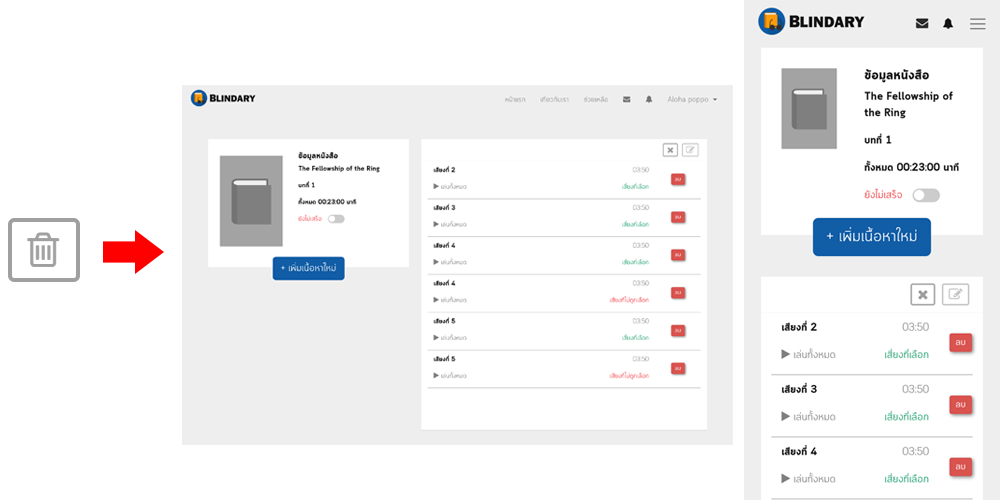 BLINDARY
หน้าแรก เกี่ยวกับเรา ช่วยเหลือ Aloha poppo
ข้อมูลหนังสือ
The Fellowship of the Ring
บทที่ 1
ทั้งหมด 00:23:00 นาที
ยังไม่เสร็จ
+ เพิ่มเนื้อหาใหม่
เสียงที่ 2 03:50
เล่นทั้งหมด เสียงที่เลือก
ลบ
เสียงที่ 3 03:50
เล่นทั้งหมด เสียงที่เลือก
ลบ
เสียงที่ 4 03:50
เล่นทั้งหมด เสียงที่เลือก
ลบ
เสียงที่ 4 03:50
เล่นทั้งหมด เสียงที่ไม่ถูกเลือก
ลบ
เสียงที่ 5 03:50
เล่นทั้งหมด เสียงที่เลือก
ลบ
เสียงที่ 5 03:50
เล่นทั้งหมด เสียงที่ไม่ถูกเลือก
ลบ
BLINDARY
ข้อมูลหนังสือ
The Fellowship of
the Ring
บทที่ 1
ทั้งหมด 00:23:00 นาที
ยังไม่เสร็จ
+ เพิ่มเนื้อหาใหม่
เสียงที่ 2 03:50
เล่นทั้งหมด เสี่ยงที่เลือก
ลบ
เสียงที่ 3 03:50
เล่นทั้งหมด เสี่ยงที่เลือก
ลบ
เสียงที่ 4 03:50
เล่นทั้งหมด เสี่ยงที่เลือก
ลบ